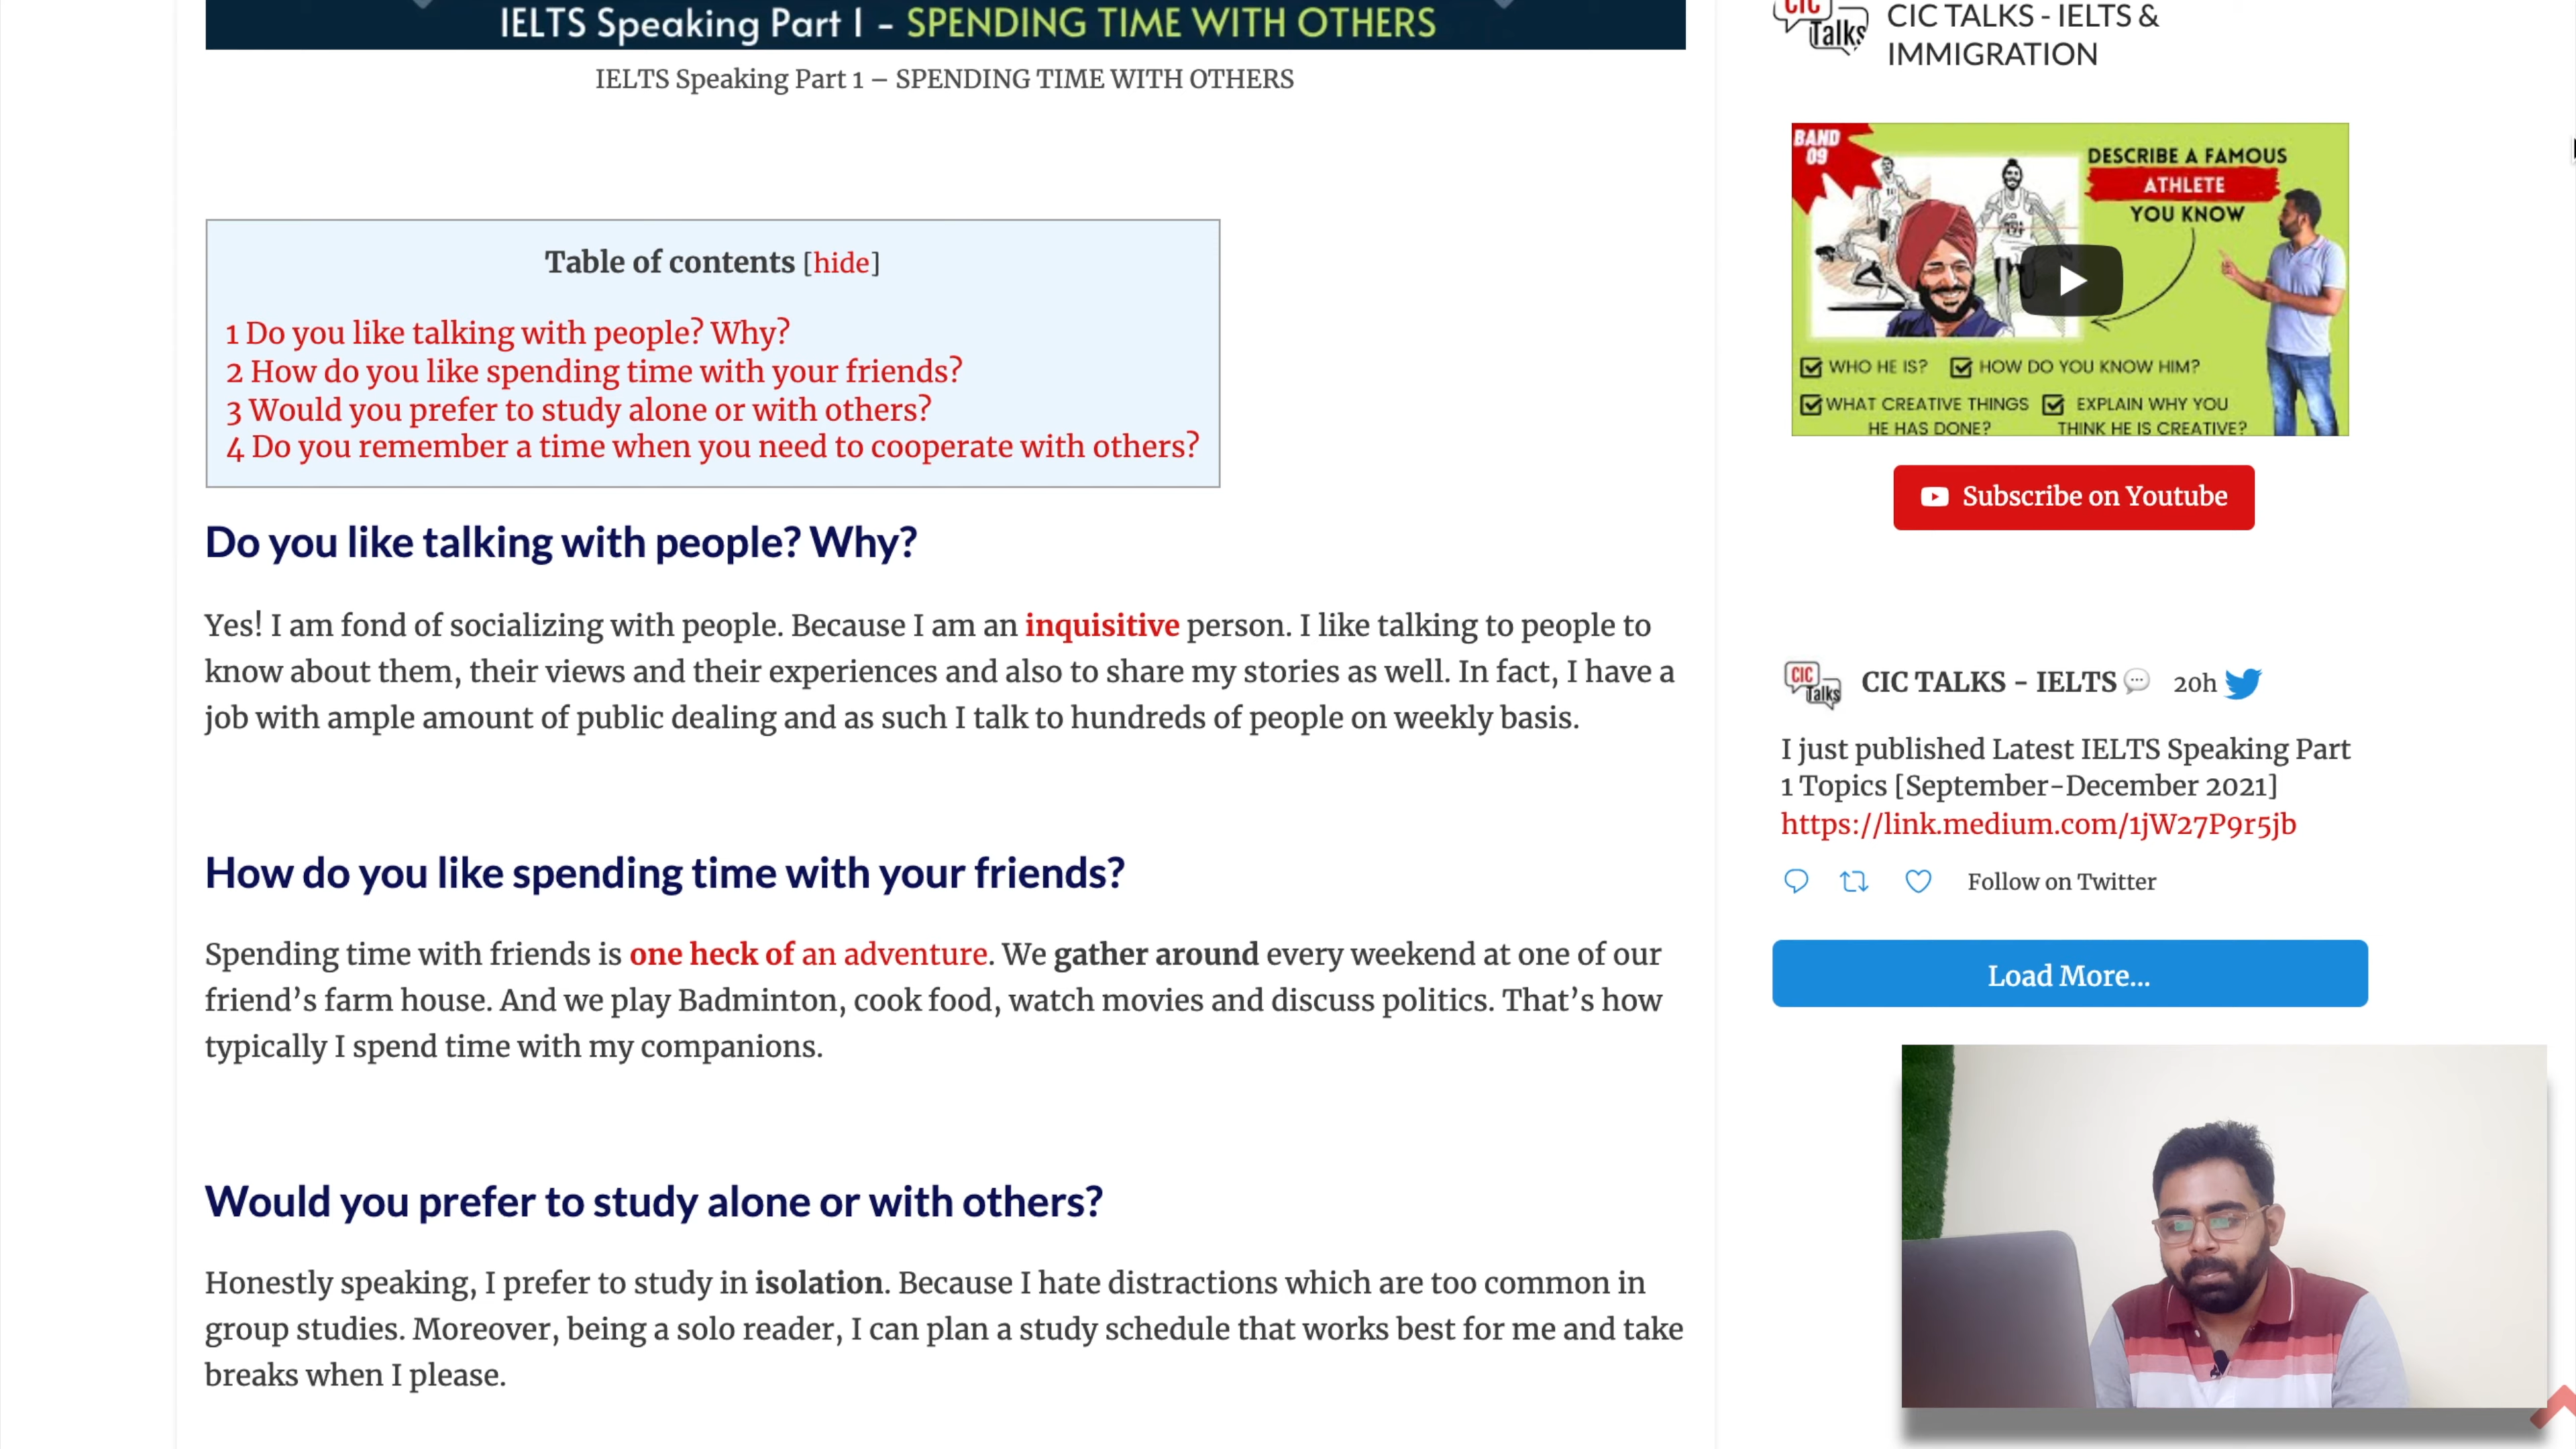 IELTS Speaking Part 1 - SPENDING TIME WITH OTHERS
IELTS Speaking Part 1 – SPENDING TIME WITH OTHERS
Table of contents [hide]
1 Do you like talking with people? Why?
2 How do you like spending time with your friends?
3 Would you prefer to study alone or with others?
4 Do you remember a time when you need to cooperate with others?
Do you like talking with people? Why?
Yes! I am fond of socializing with people. Because I am an inquisitive person. I like talking to people to
know about them, their views and their experiences and also to share my stories as well. In fact, I have a
job with ample amount of public dealing and as such I talk to hundreds of people on weekly basis.
How do you like spending time with your friends?
Spending time with friends is one heck of an adventure. We gather around every weekend at one of our
friend’s farm house. And we play Badminton, cook food, watch movies and discuss politics. That’s how
typically I spend time with my companions.
Would you prefer to study alone or with others?
Honestly speaking, I prefer to study in isolation. Because I hate distractions which are too common in
group studies. Moreover, being a solo reader, I can plan a study schedule that works best for me and take
breaks when I please.
CIC
Talks
CIC TALKS - IELTS &
IMMIGRATION
BAND
09
DESCRIBE A FAMOUS
ATHLETE
YOU KNOW
WHO HE IS?
HOW DO YOU KNOW HIM?
WHAT CREATIVE THINGS
HE HAS DONE?
EXPLAIN WHY YOU
THINK HE IS CREATIVE?
Subscribe on Youtube
CIC
Talks
CIC TALKS - IELTS 20h
I just published Latest IELTS Speaking Part
1 Topics [September-December 2021]
https://link.medium.com/1jW27P9r5jb
Follow on Twitter
Load More...